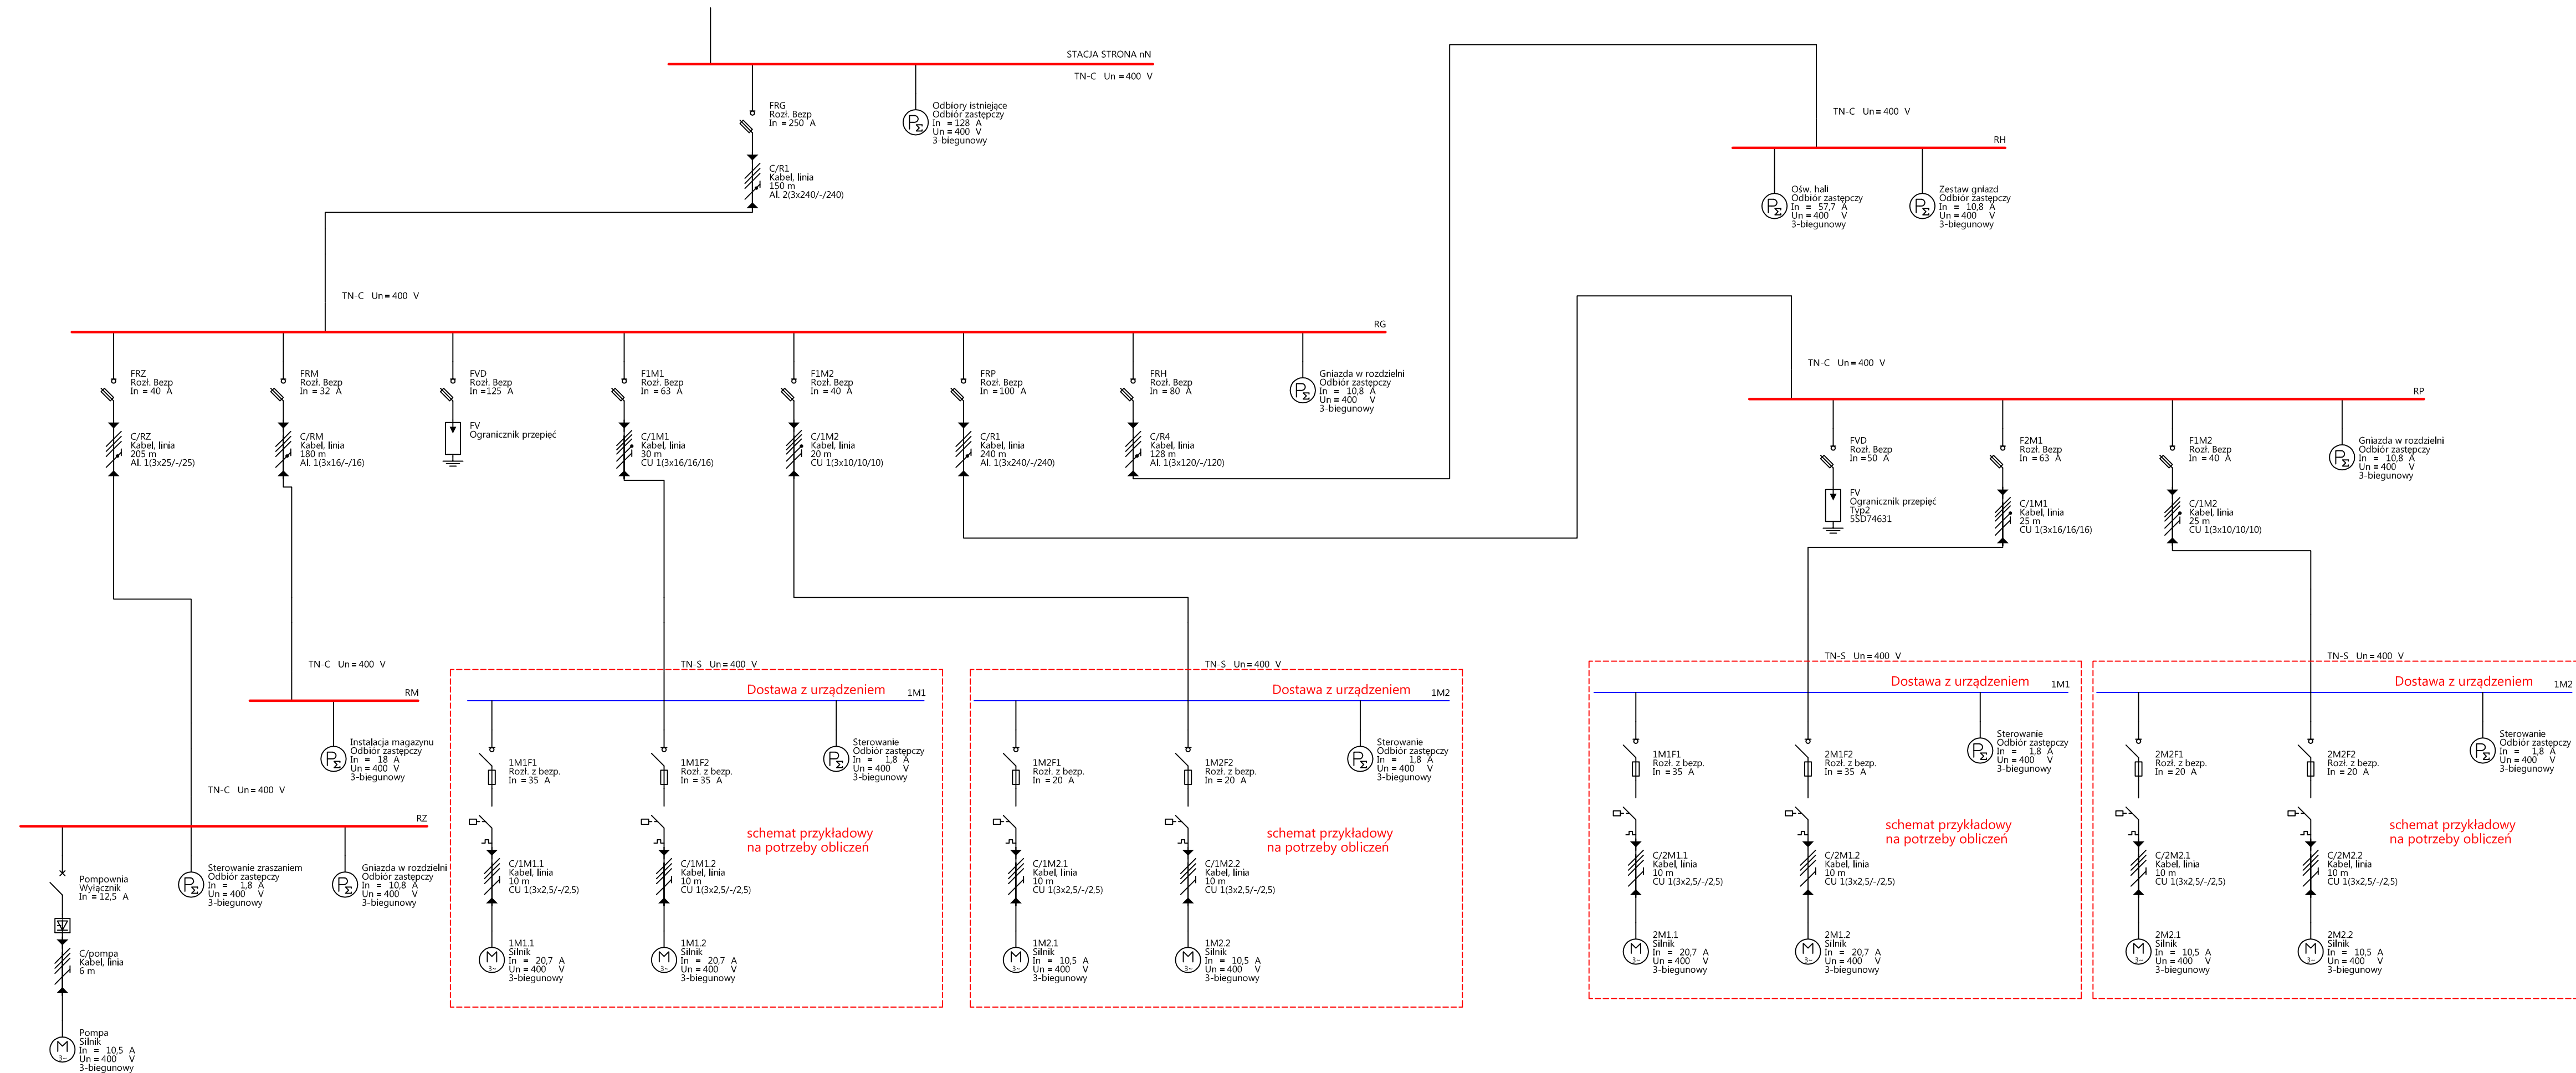 STACJA STRONA nN
TN-C Un = 400 V
FRG
Rozł. Bezp
In = 250 A
Odbiory istniejące
Odbiór zastępczy
In = 128 A
Un = 400 V
3-biegunowy
C/R1
Kabel, linia
150 m
Al. 2(3x240/-/240)
TN-C Un = 400 V
RH
Ośw. hali
Odbiór zastępczy
In = 57,7 A
Un = 400 V
3-biegunowy
Zestaw gniazd
Odbiór zastępczy
In = 10,8 A
Un = 400 V
3-biegunowy
TN-C Un = 400 V
RG
FRZ
Rozł. Bezp
In = 40 A
C/RZ
Kabel, linia
205 m
Al. 1(3x25/-/25)
FRM
Rozł. Bezp
In = 32 A
C/RM
Kabel, linia
180 m
Al. 1(3x16/-/16)
FVD
Rozł. Bezp
In =125 A
FV
Ogranicznik przepięć
F1M1
Rozł. Bezp
In = 63 A
C/1M1
Kabel, linia
30 m
CU 1(3x16/16/16)
F1M2
Rozł. Bezp
In = 40 A
C/1M2
Kabel, linia
20 m
CU 1(3x10/10/10)
FRP
Rozł. Bezp
In =100 A
C/R1
Kabel, linia
240 m
Al. 1(3x240/-/240)
FRH
Rozł. Bezp
In = 80 A
C/R4
Kabel, linia
128 m
Al. 1(3x120/-/120)
Gniazda w rozdzielni
Odbiór zastępczy
In = 10,8 A
Un = 400 V
3-biegunowy
TN-C Un = 400 V
RP
FVD
Rozł. Bezp
In =50 A
FV
Ogranicznik przepięć
Typ2
5SD74631
F2M1
Rozł. Bezp
In = 63 A
C/1M1
Kabel, linia
25 m
CU 1(3x16/16/16)
F1M2
Rozł. Bezp
In = 40 A
C/1M2
Kabel, linia
25 m
CU 1(3x10/10/10)
Gniazda w rozdzielni
Odbiór zastępczy
In = 10,8 A
Un = 400 V
3-biegunowy
TN-C Un = 400 V
RM
Instalacja magazynu
Odbiór zastępczy
In = 18 A
Un = 400 V
3-biegunowy
TN-C Un = 400 V
RZ
Pompownia
Wyłącznik
In = 12,5 A
C/pompa
Kabel, linia
6 m
Pompa
Silnik
In = 10,5 A
Un = 400 V
3-biegunowy
Sterowanie zraszaniem
Odbiór zastępczy
In = 1,8 A
Un = 400 V
3-biegunowy
Gniazda w rozdzielni
Odbiór zastępczy
In = 10,8 A
Un = 400 V
3-biegunowy
TN-S Un = 400 V
Dostawa z urządzeniem
1M1
1M1F1
Rozł. z bezp.
In = 35 A
1M1F2
Rozł. z bezp.
In = 35 A
Sterowanie
Odbiór zastępczy
In = 1,8 A
Un = 400 V
3-biegunowy
schemat przykładowy
na potrzeby obliczeń
C/1M1.1
Kabel, linia
10 m
CU 1(3x2,5/-/2,5)
C/1M1.2
Kabel, linia
10 m
CU 1(3x2,5/-/2,5)
1M1.1
Silnik
In = 20,7 A
Un = 400 V
3-biegunowy
1M1.2
Silnik
In = 20,7 A
Un = 400 V
3-biegunowy
TN-S Un = 400 V
Dostawa z urządzeniem
1M2
1M2F1
Rozł. z bezp.
In = 20 A
1M2F2
Rozł. z bezp.
In = 20 A
Sterowanie
Odbiór zastępczy
In = 1,8 A
Un = 400 V
3-biegunowy
schemat przykładowy
na potrzeby obliczeń
C/1M2.1
Kabel, linia
10 m
CU 1(3x2,5/-/2,5)
C/1M2.2
Kabel, linia
10 m
CU 1(3x2,5/-/2,5)
1M2.1
Silnik
In = 10,5 A
Un = 400 V
3-biegunowy
1M2.2
Silnik
In = 10,5 A
Un = 400 V
3-biegunowy
TN-S Un = 400 V
Dostawa z urządzeniem
1M1
1M1F1
Rozł. z bezp.
In = 35 A
2M1F2
Rozł. z bezp.
In = 35 A
Sterowanie
Odbiór zastępczy
In = 1,8 A
Un = 400 V
3-biegunowy
schemat przykładowy
na potrzeby obliczeń
C/2M1.1
Kabel, linia
10 m
CU 1(3x2,5/-/2,5)
C/2M1.2
Kabel, linia
10 m
CU 1(3x2,5/-/2,5)
2M1.1
Silnik
In = 20,7 A
Un = 400 V
3-biegunowy
2M1.2
Silnik
In = 20,7 A
Un = 400 V
3-biegunowy
TN-S Un = 400 V
Dostawa z urządzeniem
1M2
2M2F1
Rozł. z bezp.
In = 20 A
2M2F2
Rozł. z bezp.
In = 20 A
Sterowanie
Odbiór zastępczy
In = 1,8 A
Un = 400 V
3-biegunowy
schemat przykładowy
na potrzeby obliczeń
C/2M2.1
Kabel, linia
10 m
CU 1(3x2,5/-/2,5)
C/2M2.2
Kabel, linia
10 m
CU 1(3x2,5/-/2,5)
2M2.1
Silnik
In = 10,5 A
Un = 400 V
3-biegunowy
2M2.2
Silnik
In = 10,5 A
Un = 400 V
3-biegunowy